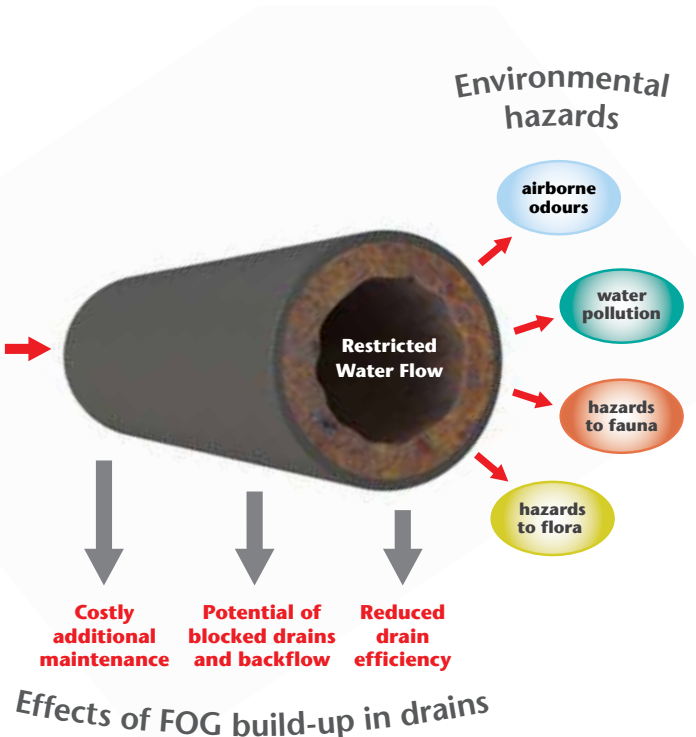 Environmental
hazards
airborne
odours
water
pollution
Restricted
Water Flow
hazards
to fauna
hazards
to flora
Costly
additional
maintenance
Potential of
blocked drains
and backflow
Reduced
drain
efficiency
Effects of FOG build-up in drains